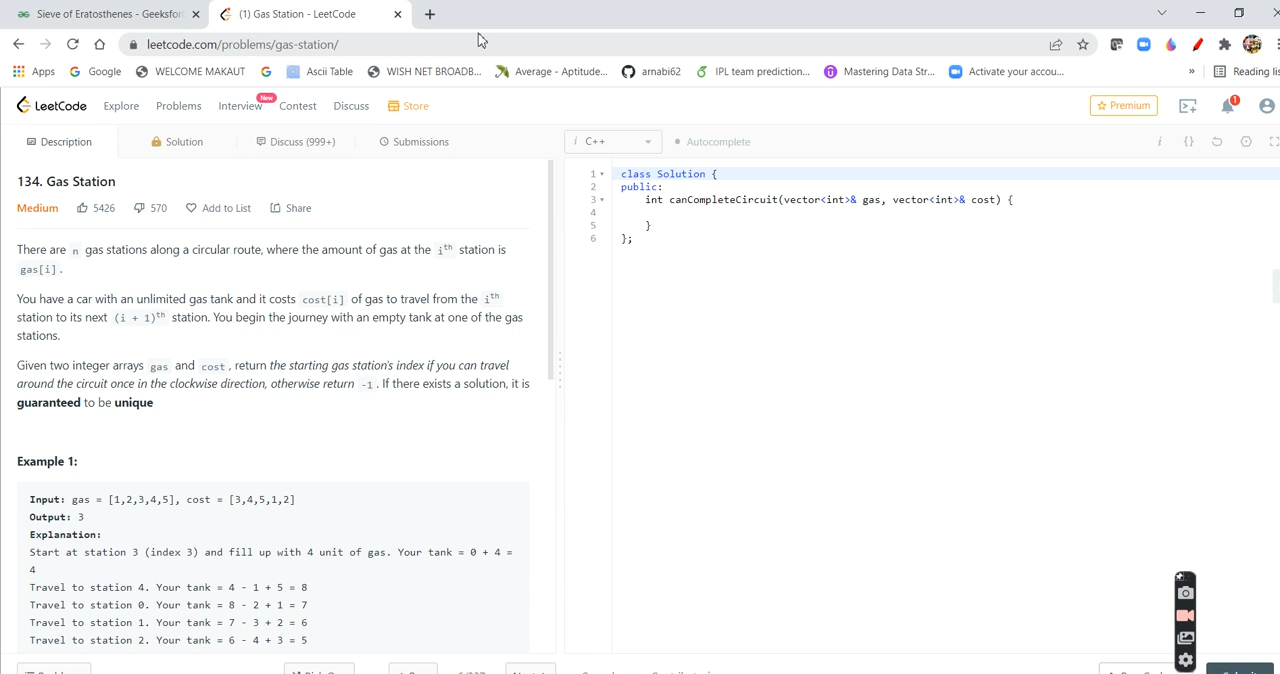 Sieve of Eratosthenes - Geeksfor
(1) Gas Station - LeetCode
leetcode.com/problems/gas-station/
Apps Google WELCOME MAKAUT Ascii Table WISH NET BROADB... Average - Aptitude... arnabi62 IPL team prediction... Mastering Data Str... Activate your accou... » Reading lis
LeetCode Explore Problems Interview New Contest Discuss Store Premium 1
Description Solution Discuss (999+) Submissions
i C++ Autocomplete
134. Gas Station
Medium 5426 570 Add to List Share
There are n gas stations along a circular route, where the amount of gas at the ith station is
gas[i].
You have a car with an unlimited gas tank and it costs cost[i] of gas to travel from the ith
station to its next (i + 1)th station. You begin the journey with an empty tank at one of the gas
stations.
Given two integer arrays gas and cost, return the starting gas station's index if you can travel
around the circuit once in the clockwise direction, otherwise return -1. If there exists a solution, it is
guaranteed to be unique
Example 1:
Input: gas = [1,2,3,4,5], cost = [3,4,5,1,2]
Output: 3
Explanation:
Start at station 3 (index 3) and fill up with 4 unit of gas. Your tank = 0 + 4 =
4
Travel to station 4. Your tank = 4 - 1 + 5 = 8
Travel to station 0. Your tank = 8 - 2 + 1 = 7
Travel to station 1. Your tank = 7 - 3 + 2 = 6
Travel to station 2. Your tank = 6 - 4 + 3 = 5
1 class Solution {
2 public:
3 int canCompleteCircuit(vector<int>& gas, vector<int>& cost) {
4
5 }
6 };